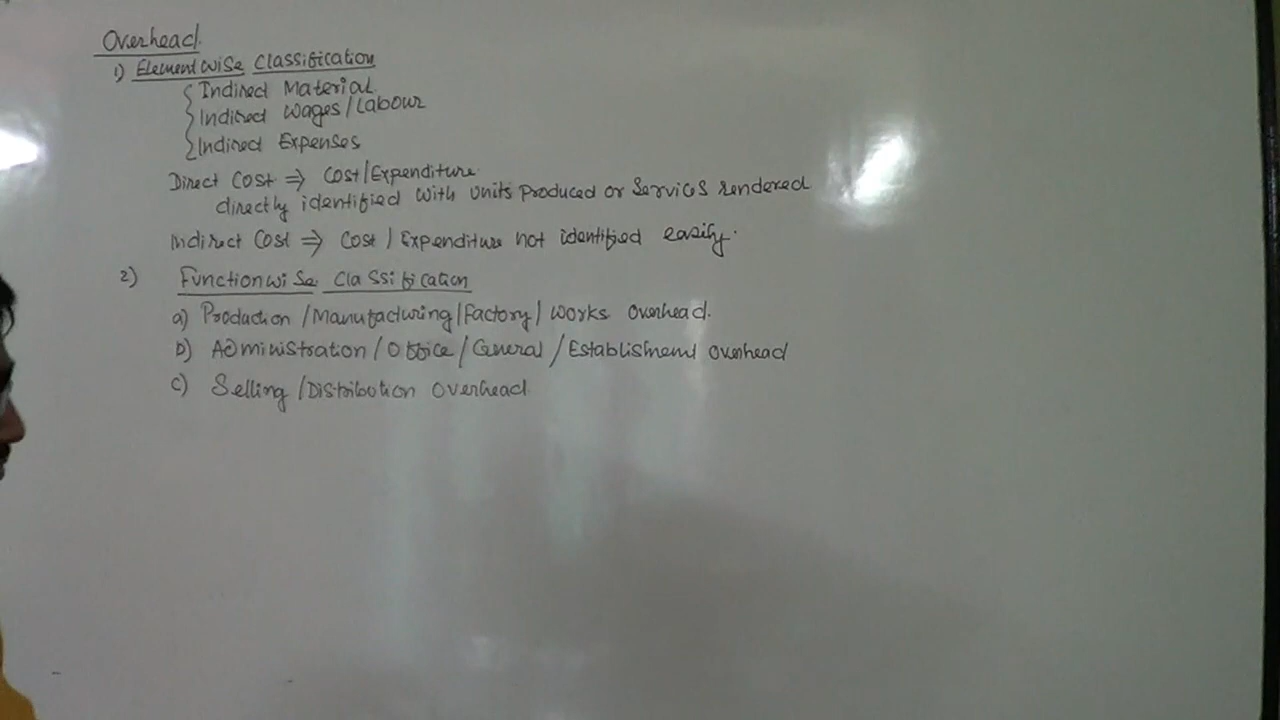 Overhead.
1) Elementwise Classification
Indirect Material
Indirect Wages/Labour
Indirect Expenses
Direct Cost ⇒ Cost/Expenditure
directly identified with units produced or Services rendered
Indirect Cost ⇒ Cost / Expenditure not identified easily.
2) Functionwise Classification
a) Production /Manufacturing/Factory/ Works Overhead.
b) Administration / Office / General / Establishment overhead
c) Selling /Distribution Overhead